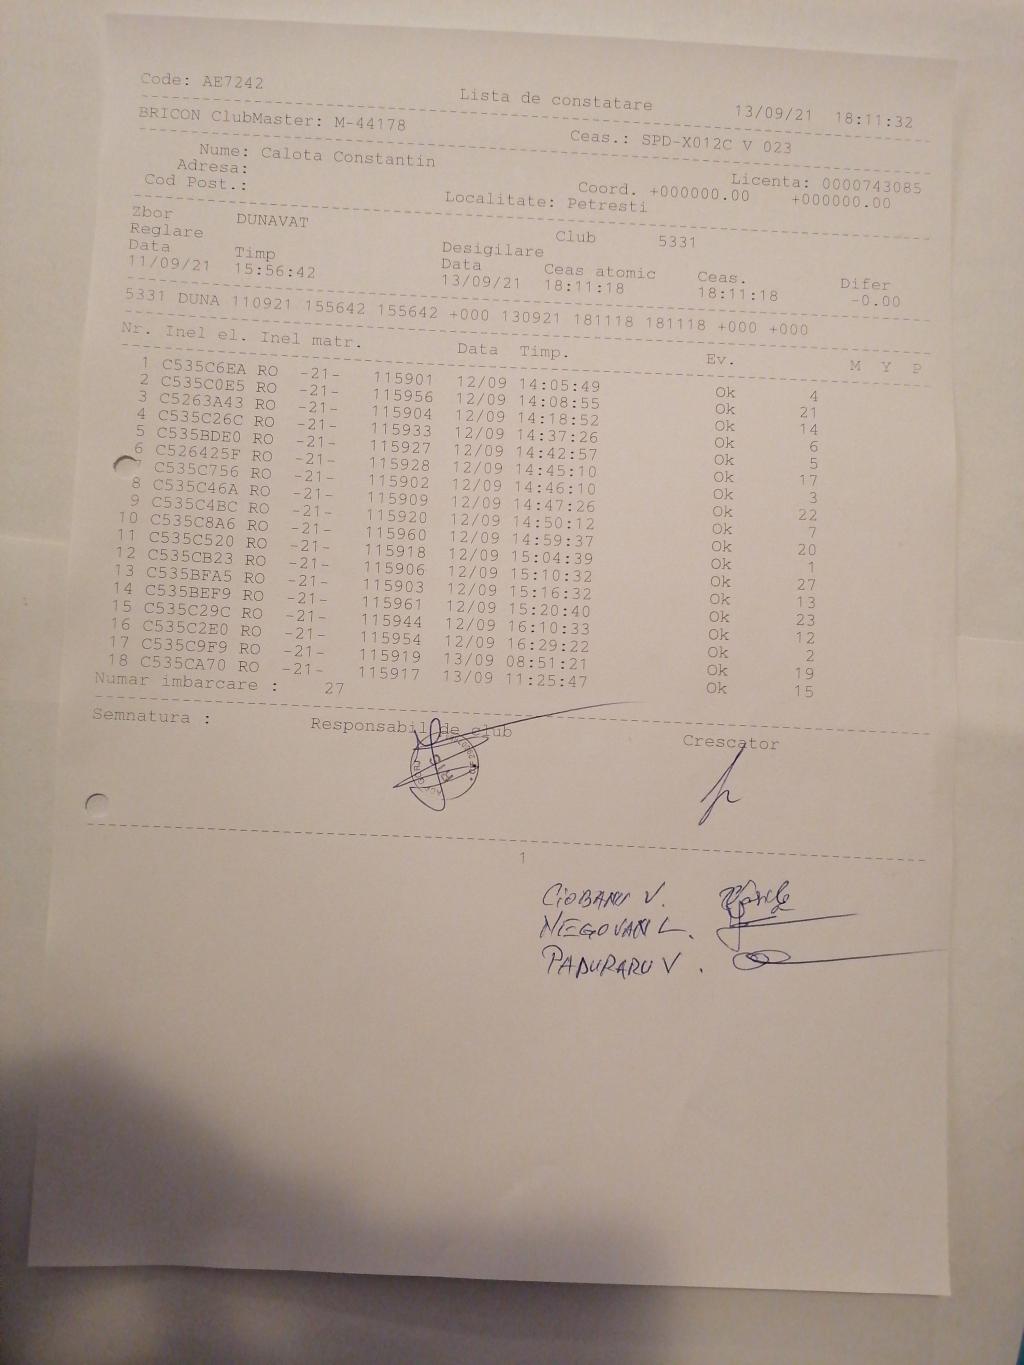 Code: AE7242 Lista de constatare 13/09/21 18:11:32
BRICON ClubMaster: M-44178 Ceas.: SPD-X012C V 023
Nume: Calota Constantin Licenta: 0000743085
Adresa: Coord. +000000.00 +000000.00
Cod Post.: Localitate: Petresti
Zbor DUNAVAT Club 5331
Reglare Desigilare
Data Timp Data Ceas atomic Ceas. Difer
11/09/21 15:56:42 13/09/21 18:11:18 18:11:18 -0.00
5331 DUNA 110921 155642 155642 +000 130921 181118 181118 +000 +000
Nr. Inel el. Inel matr. Data Timp. Ev. M Y P
1 C535C6EA RO -21- 115901 12/09 14:05:49 Ok 4
2 C535C0E5 RO -21- 115956 12/09 14:08:55 Ok 21
3 C5263A43 RO -21- 115904 12/09 14:18:52 Ok 14
4 C535C26C RO -21- 115933 12/09 14:37:26 Ok 6
5 C535BDE0 RO -21- 115927 12/09 14:42:57 Ok 5
6 C526425F RO -21- 115928 12/09 14:45:10 Ok 17
7 C535C756 RO -21- 115902 12/09 14:46:10 Ok 3
8 C535C46A RO -21- 115909 12/09 14:47:26 Ok 22
9 C535C4BC RO -21- 115920 12/09 14:50:12 Ok 7
10 C535C8A6 RO -21- 115960 12/09 14:59:37 Ok 20
11 C535C520 RO -21- 115918 12/09 15:04:39 Ok 1
12 C535CB23 RO -21- 115906 12/09 15:10:32 Ok 27
13 C535BFA5 RO -21- 115903 12/09 15:16:32 Ok 13
14 C535BEF9 RO -21- 115961 12/09 15:20:40 Ok 23
15 C535C29C RO -21- 115944 12/09 16:10:33 Ok 12
16 C535C2E0 RO -21- 115954 12/09 16:29:22 Ok 2
17 C535C9F9 RO -21- 115919 13/09 08:51:21 Ok 19
18 C535CA70 RO -21- 115917 13/09 11:25:47 Ok 15
Numar imbarcare : 27
Semnatura : Responsabil de club Crescator
1
CIOBANU V.
NEGOVAN L.
PADURARU V.